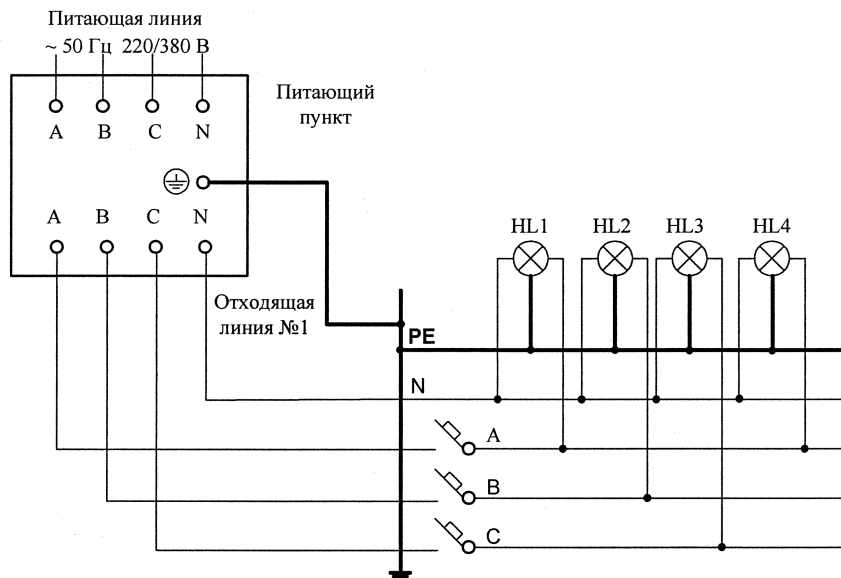 Питающая линия
~ 50 Гц 220/380 В
Питающий
пункт
A B C N
A B C N
Отходящая
линия №1
HL1 HL2 HL3 HL4
PE
N
A
B
C